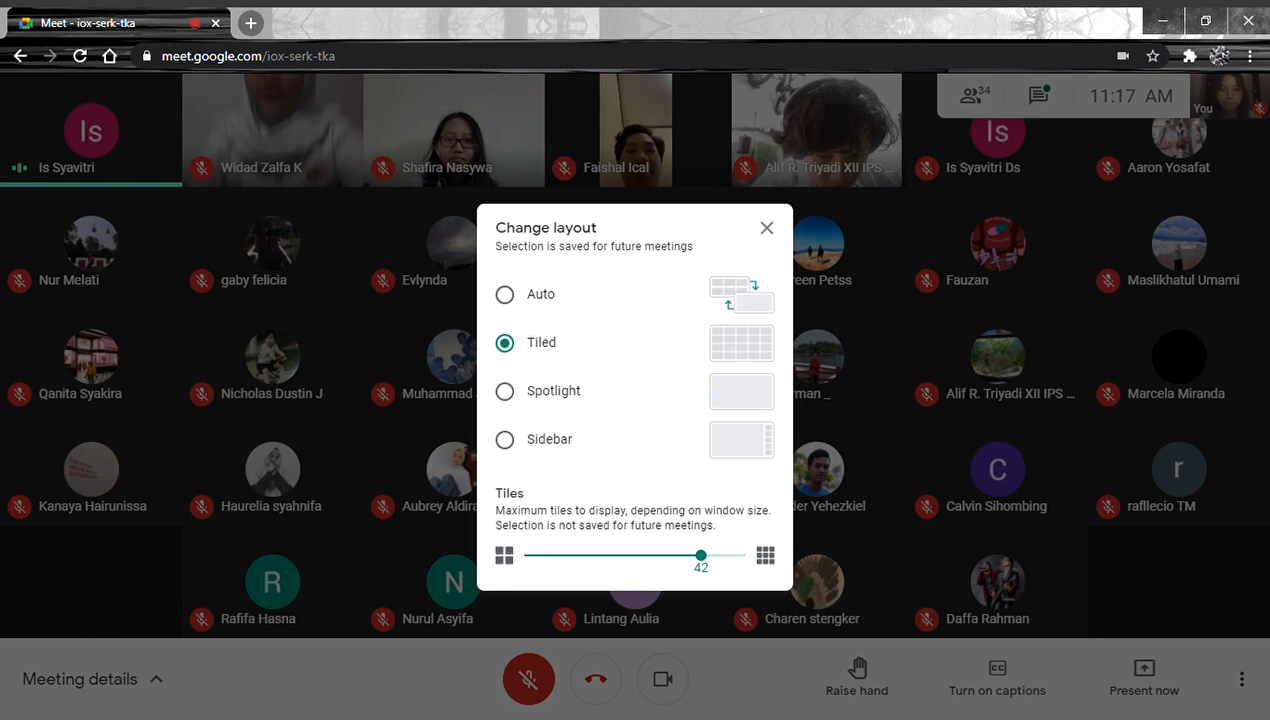 Meet - iox-serk-tka
meet.google.com/iox-serk-tka
34
11:17 AM
You
Is
Is Syavitri
Widad Zalfa K
Shafira Nasywa
Faishal Ical
Alif R. Triyadi XII IPS ...
Is
Is Syavitri Ds
Aaron Yosafat
Nur Melati
gaby felicia
Evlynda
reen Petss
Fauzan
Maslikhatul Umami
Qanita Syakira
Nicholas Dustin J
Muhammad
rman _
Alif R. Triyadi XII IPS ...
Marcela Miranda
Kanaya Hairunissa
Haurelia syahnifa
Aubrey Aldira
der Yehezkiel
C
Calvin Sihombing
r
rafllecio TM
R
Rafifa Hasna
N
Nurul Asyifa
Lintang Aulia
Charen stengker
Daffa Rahman
Change layout
Selection is saved for future meetings
Auto
Tiled
Spotlight
Sidebar
Tiles
Maximum tiles to display, depending on window size.
Selection is not saved for future meetings.
42
Meeting details
Raise hand
Turn on captions
Present now